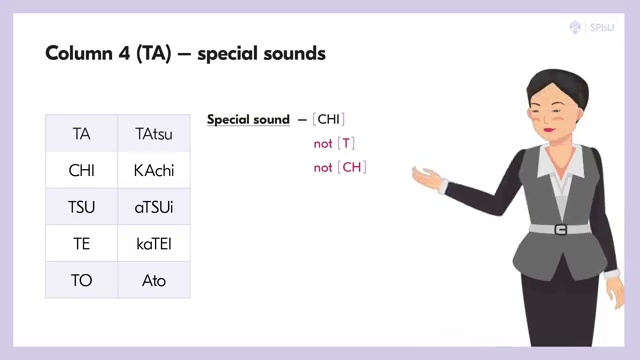 SPbU
Column 4 (TA) – special sounds
Special sound – [CHI]
not [T]
not [CH]
TA TAtsu
CHI KAchi
TSU aTSUi
TE kaTEI
TO Ato